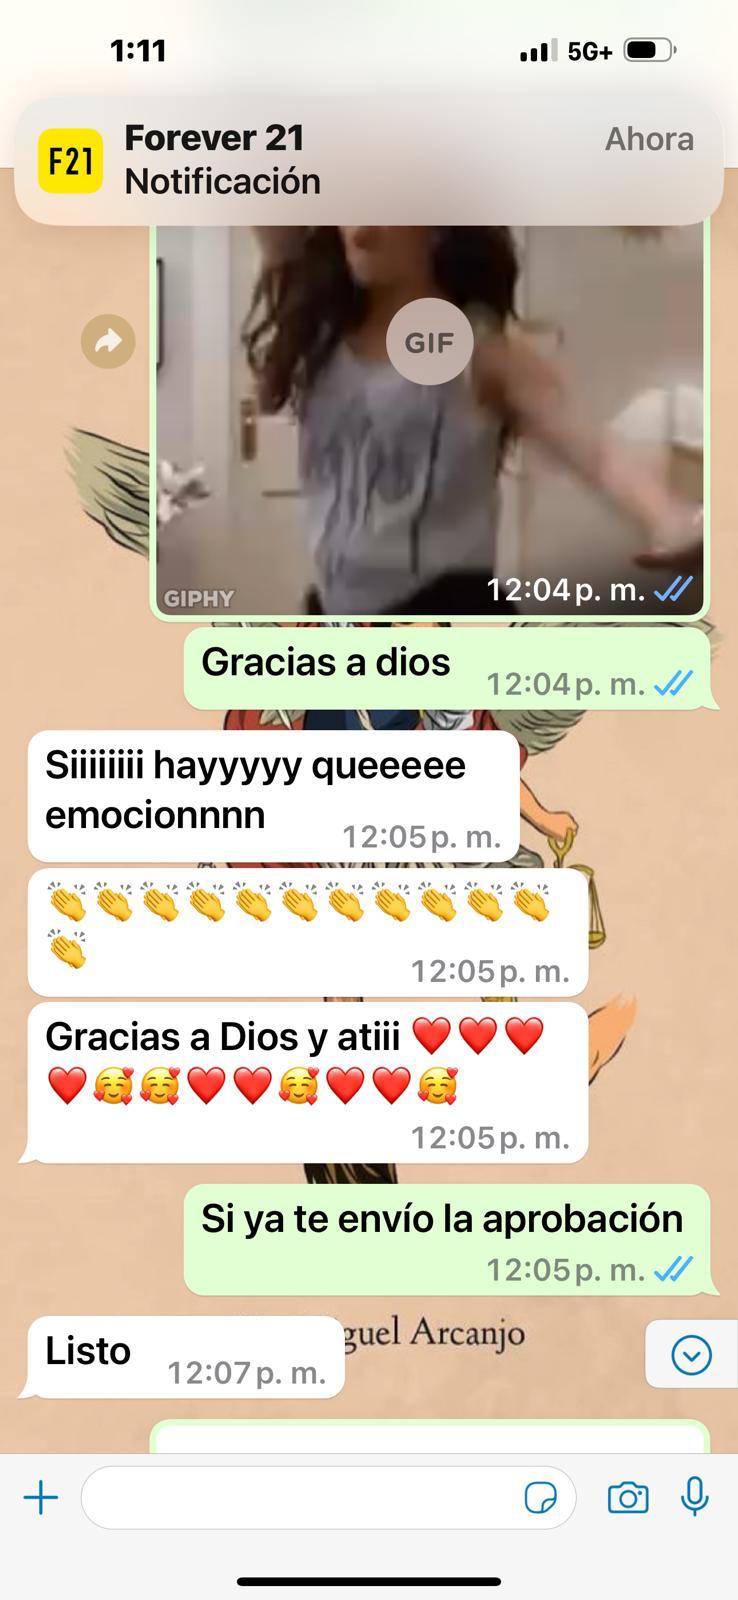 1:11
5G+
F21
Forever 21
Ahora
Notificación
GIF
GIPHY
12:04 p. m.
Gracias a dios
12:04 p. m.
Siiiiiiiii hayyyyy queeeee
emocionnnn
12:05 p. m.
👏👏👏👏👏👏👏👏👏👏👏
👏
12:05 p. m.
Gracias a Dios y atiii ❤️❤️❤️
❤️🥰🥰❤️❤️🥰❤️❤️🥰
12:05 p. m.
Si ya te envío la aprobación
12:05 p. m.
guel Arcanjo
Listo
12:07 p. m.